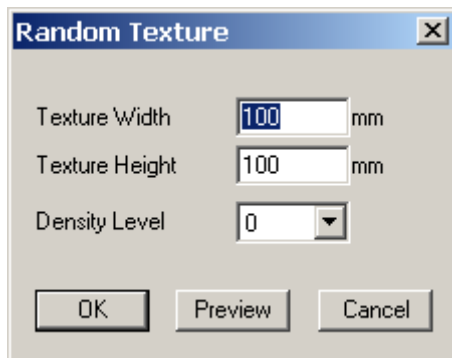 Random Texture
Texture Width 100 mm
Texture Height 100 mm
Density Level 0
OK Preview Cancel